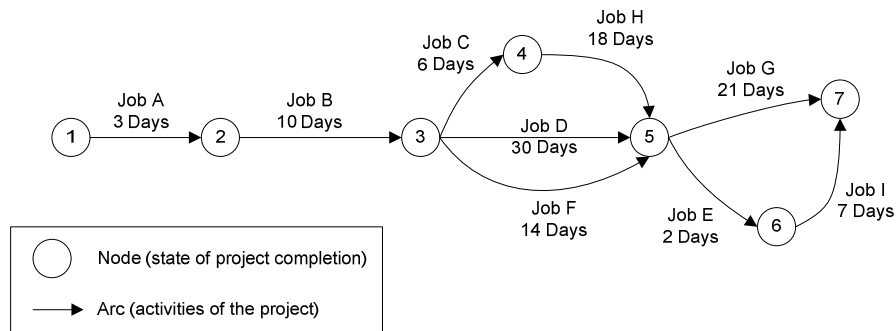 Job A
3 Days
Job B
10 Days
Job C
6 Days
Job H
18 Days
Job D
30 Days
Job F
14 Days
Job G
21 Days
Job E
2 Days
Job I
7 Days
1
2
3
4
5
6
7
Node (state of project completion)
Arc (activities of the project)